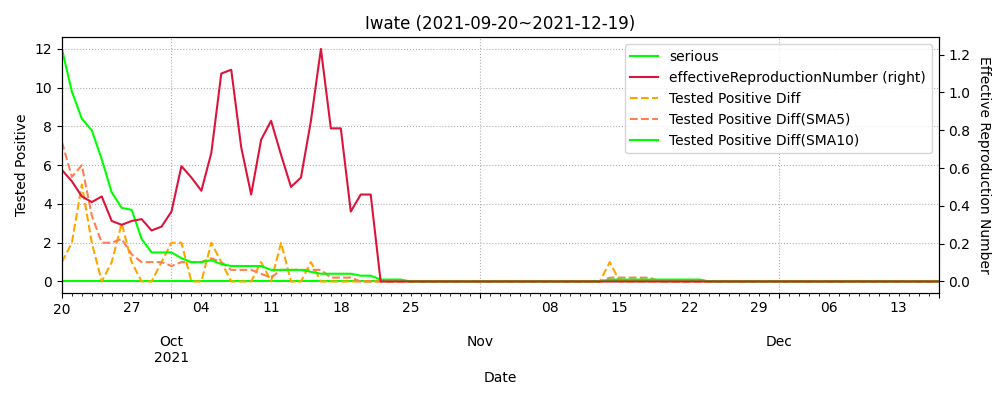 Iwate (2021-09-20~2021-12-19)
12
10
8
6
4
2
0
Tested Positive
serious
effectiveReproductionNumber (right)
Tested Positive Diff
Tested Positive Diff(SMA5)
Tested Positive Diff(SMA10)
1.2
1.0
0.8
0.6
0.4
0.2
0.0
Effective Reproduction Number
20 27 04 11 18 25 08 15 22 29 06 13
Oct Nov Dec
2021
Date